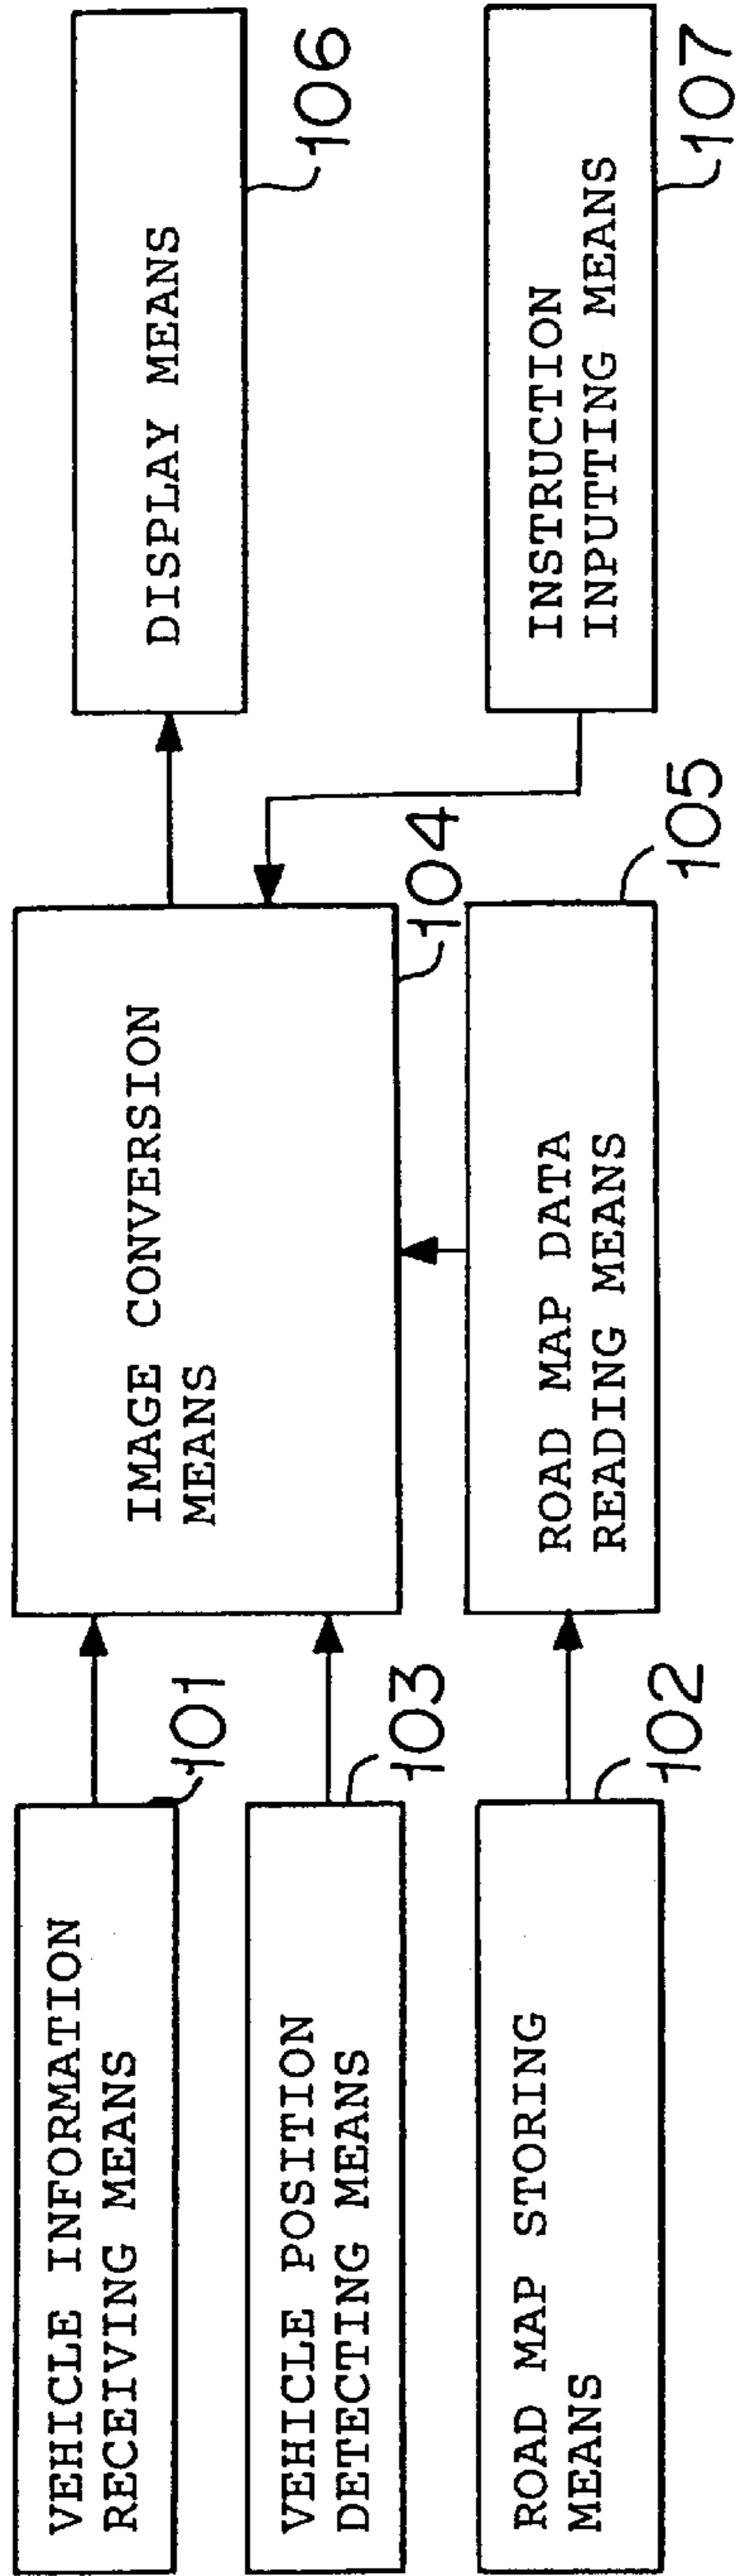 VEHICLE INFORMATION
RECEIVING MEANS
101
VEHICLE POSITION
DETECTING MEANS
103
ROAD MAP STORING
MEANS
102
IMAGE CONVERSION
MEANS
104
ROAD MAP DATA
READING MEANS
105
DISPLAY MEANS
106
INSTRUCTION
INPUTTING MEANS
107